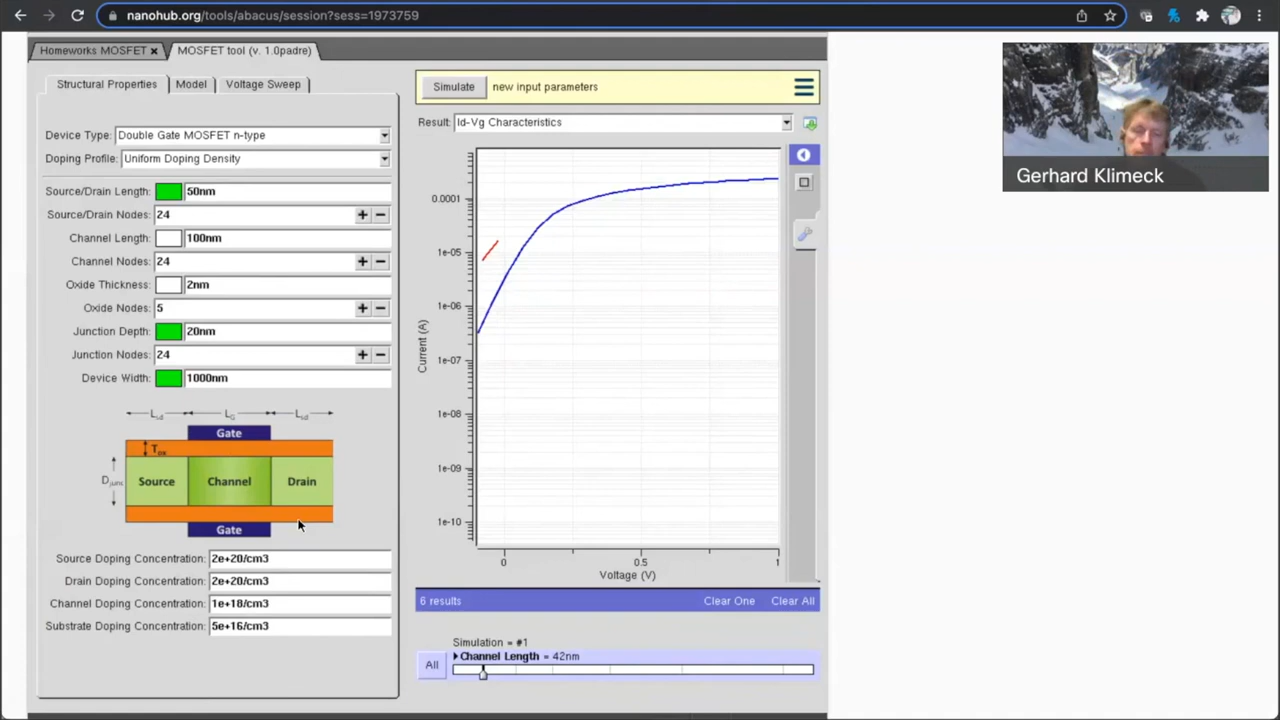 nanohub.org/tools/abacus/session?sess=1973759
Homeworks MOSFET × MOSFET tool (v. 1.0padre)
Structural Properties Model Voltage Sweep
Device Type: Double Gate MOSFET n-type
Doping Profile: Uniform Doping Density
Source/Drain Length: 50nm
Source/Drain Nodes: 24 + −
Channel Length: 100nm
Channel Nodes: 24 + −
Oxide Thickness: 2nm
Oxide Nodes: 5 + −
Junction Depth: 20nm
Junction Nodes: 24 + −
Device Width: 1000nm
Lsd LG Lsd
Gate
Tox
Djunc Source Channel Drain
Gate
Source Doping Concentration: 2e+20/cm3
Drain Doping Concentration: 2e+20/cm3
Channel Doping Concentration: 1e+18/cm3
Substrate Doping Concentration: 5e+16/cm3
Simulate new input parameters
Result: Id-Vg Characteristics
0.0001
1e-05
1e-06
1e-07
1e-08
1e-09
1e-10
Current (A)
0 0.5 1
Voltage (V)
6 results Clear One Clear All
Simulation = #1
All Channel Length = 42nm
Gerhard Klimeck